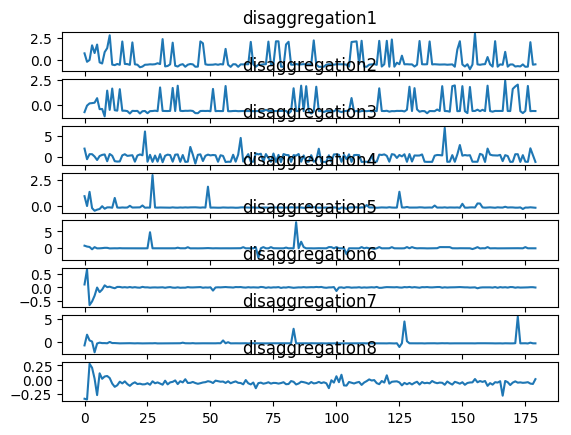 disaggregation1
2.5
0.0
disaggregation2
2.5
0.0
disaggregation3
5
0
disaggregation4
2.5
0.0
disaggregation5
5
0
disaggregation6
0.5
0.0
−0.5
disaggregation7
5
0
disaggregation8
0.25
0.00
−0.25
0 25 50 75 100 125 150 175